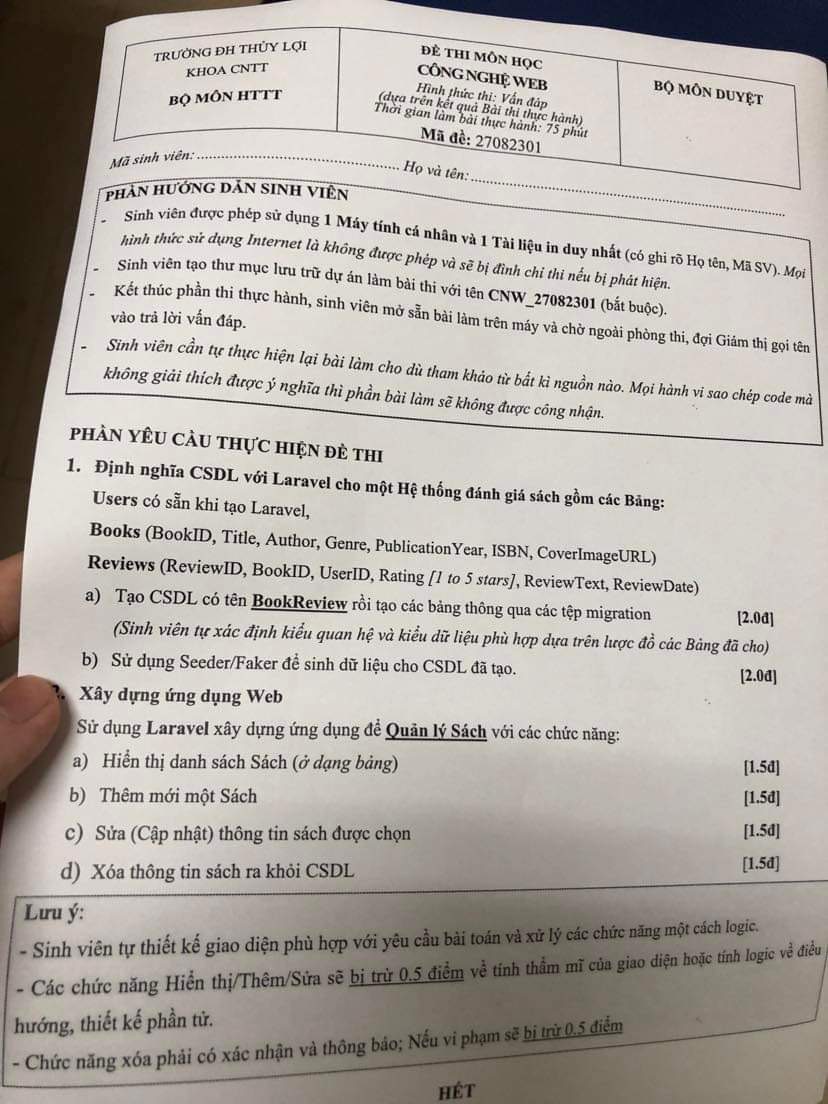 TRƯỜNG ĐH THỦY LỢI
KHOA CNTT
BỘ MÔN HTTT
ĐỀ THI MÔN HỌC
CÔNG NGHỆ WEB
Hình thức thi: Vấn đáp
(dựa trên kết quả Bài thi thực hành)
Thời gian làm bài thực hành: 75 phút
Mã đề: 27082301
BỘ MÔN DUYỆT
Mã sinh viên: Họ và tên:
PHẦN HƯỚNG DẪN SINH VIÊN
- Sinh viên được phép sử dụng 1 Máy tính cá nhân và 1 Tài liệu in duy nhất (có ghi rõ Họ tên, Mã SV). Mọi
hình thức sử dụng Internet là không được phép và sẽ bị đình chỉ thi nếu bị phát hiện.
- Sinh viên tạo thư mục lưu trữ dự án làm bài thi với tên CNW_27082301 (bắt buộc).
- Kết thúc phần thi thực hành, sinh viên mở sẵn bài làm trên máy và chờ ngoài phòng thi, đợi Giám thị gọi tên
vào trả lời vấn đáp.
- Sinh viên cần tự thực hiện lại bài làm cho dù tham khảo từ bất kì nguồn nào. Mọi hành vi sao chép code mà
không giải thích được ý nghĩa thì phần bài làm sẽ không được công nhận.
PHẦN YÊU CẦU THỰC HIỆN ĐỀ THI
1. Định nghĩa CSDL với Laravel cho một Hệ thống đánh giá sách gồm các Bảng:
Users có sẵn khi tạo Laravel,
Books (BookID, Title, Author, Genre, PublicationYear, ISBN, CoverImageURL)
Reviews (ReviewID, BookID, UserID, Rating [1 to 5 stars], ReviewText, ReviewDate)
a) Tạo CSDL có tên BookReview rồi tạo các bảng thông qua các tệp migration [2.0đ]
(Sinh viên tự xác định kiểu quan hệ và kiểu dữ liệu phù hợp dựa trên lược đồ các Bảng đã cho)
b) Sử dụng Seeder/Faker để sinh dữ liệu cho CSDL đã tạo. [2.0đ]
2. Xây dựng ứng dụng Web
Sử dụng Laravel xây dựng ứng dụng để Quản lý Sách với các chức năng:
a) Hiển thị danh sách Sách (ở dạng bảng) [1.5đ]
b) Thêm mới một Sách [1.5đ]
c) Sửa (Cập nhật) thông tin sách được chọn [1.5đ]
d) Xóa thông tin sách ra khỏi CSDL [1.5đ]
Lưu ý:
- Sinh viên tự thiết kế giao diện phù hợp với yêu cầu bài toán và xử lý các chức năng một cách logic.
- Các chức năng Hiển thị/Thêm/Sửa sẽ bị trừ 0.5 điểm về tính thẩm mĩ của giao diện hoặc tính logic về điều
hướng, thiết kế phần tử.
- Chức năng xóa phải có xác nhận và thông báo; Nếu vi phạm sẽ bị trừ 0.5 điểm
HẾT